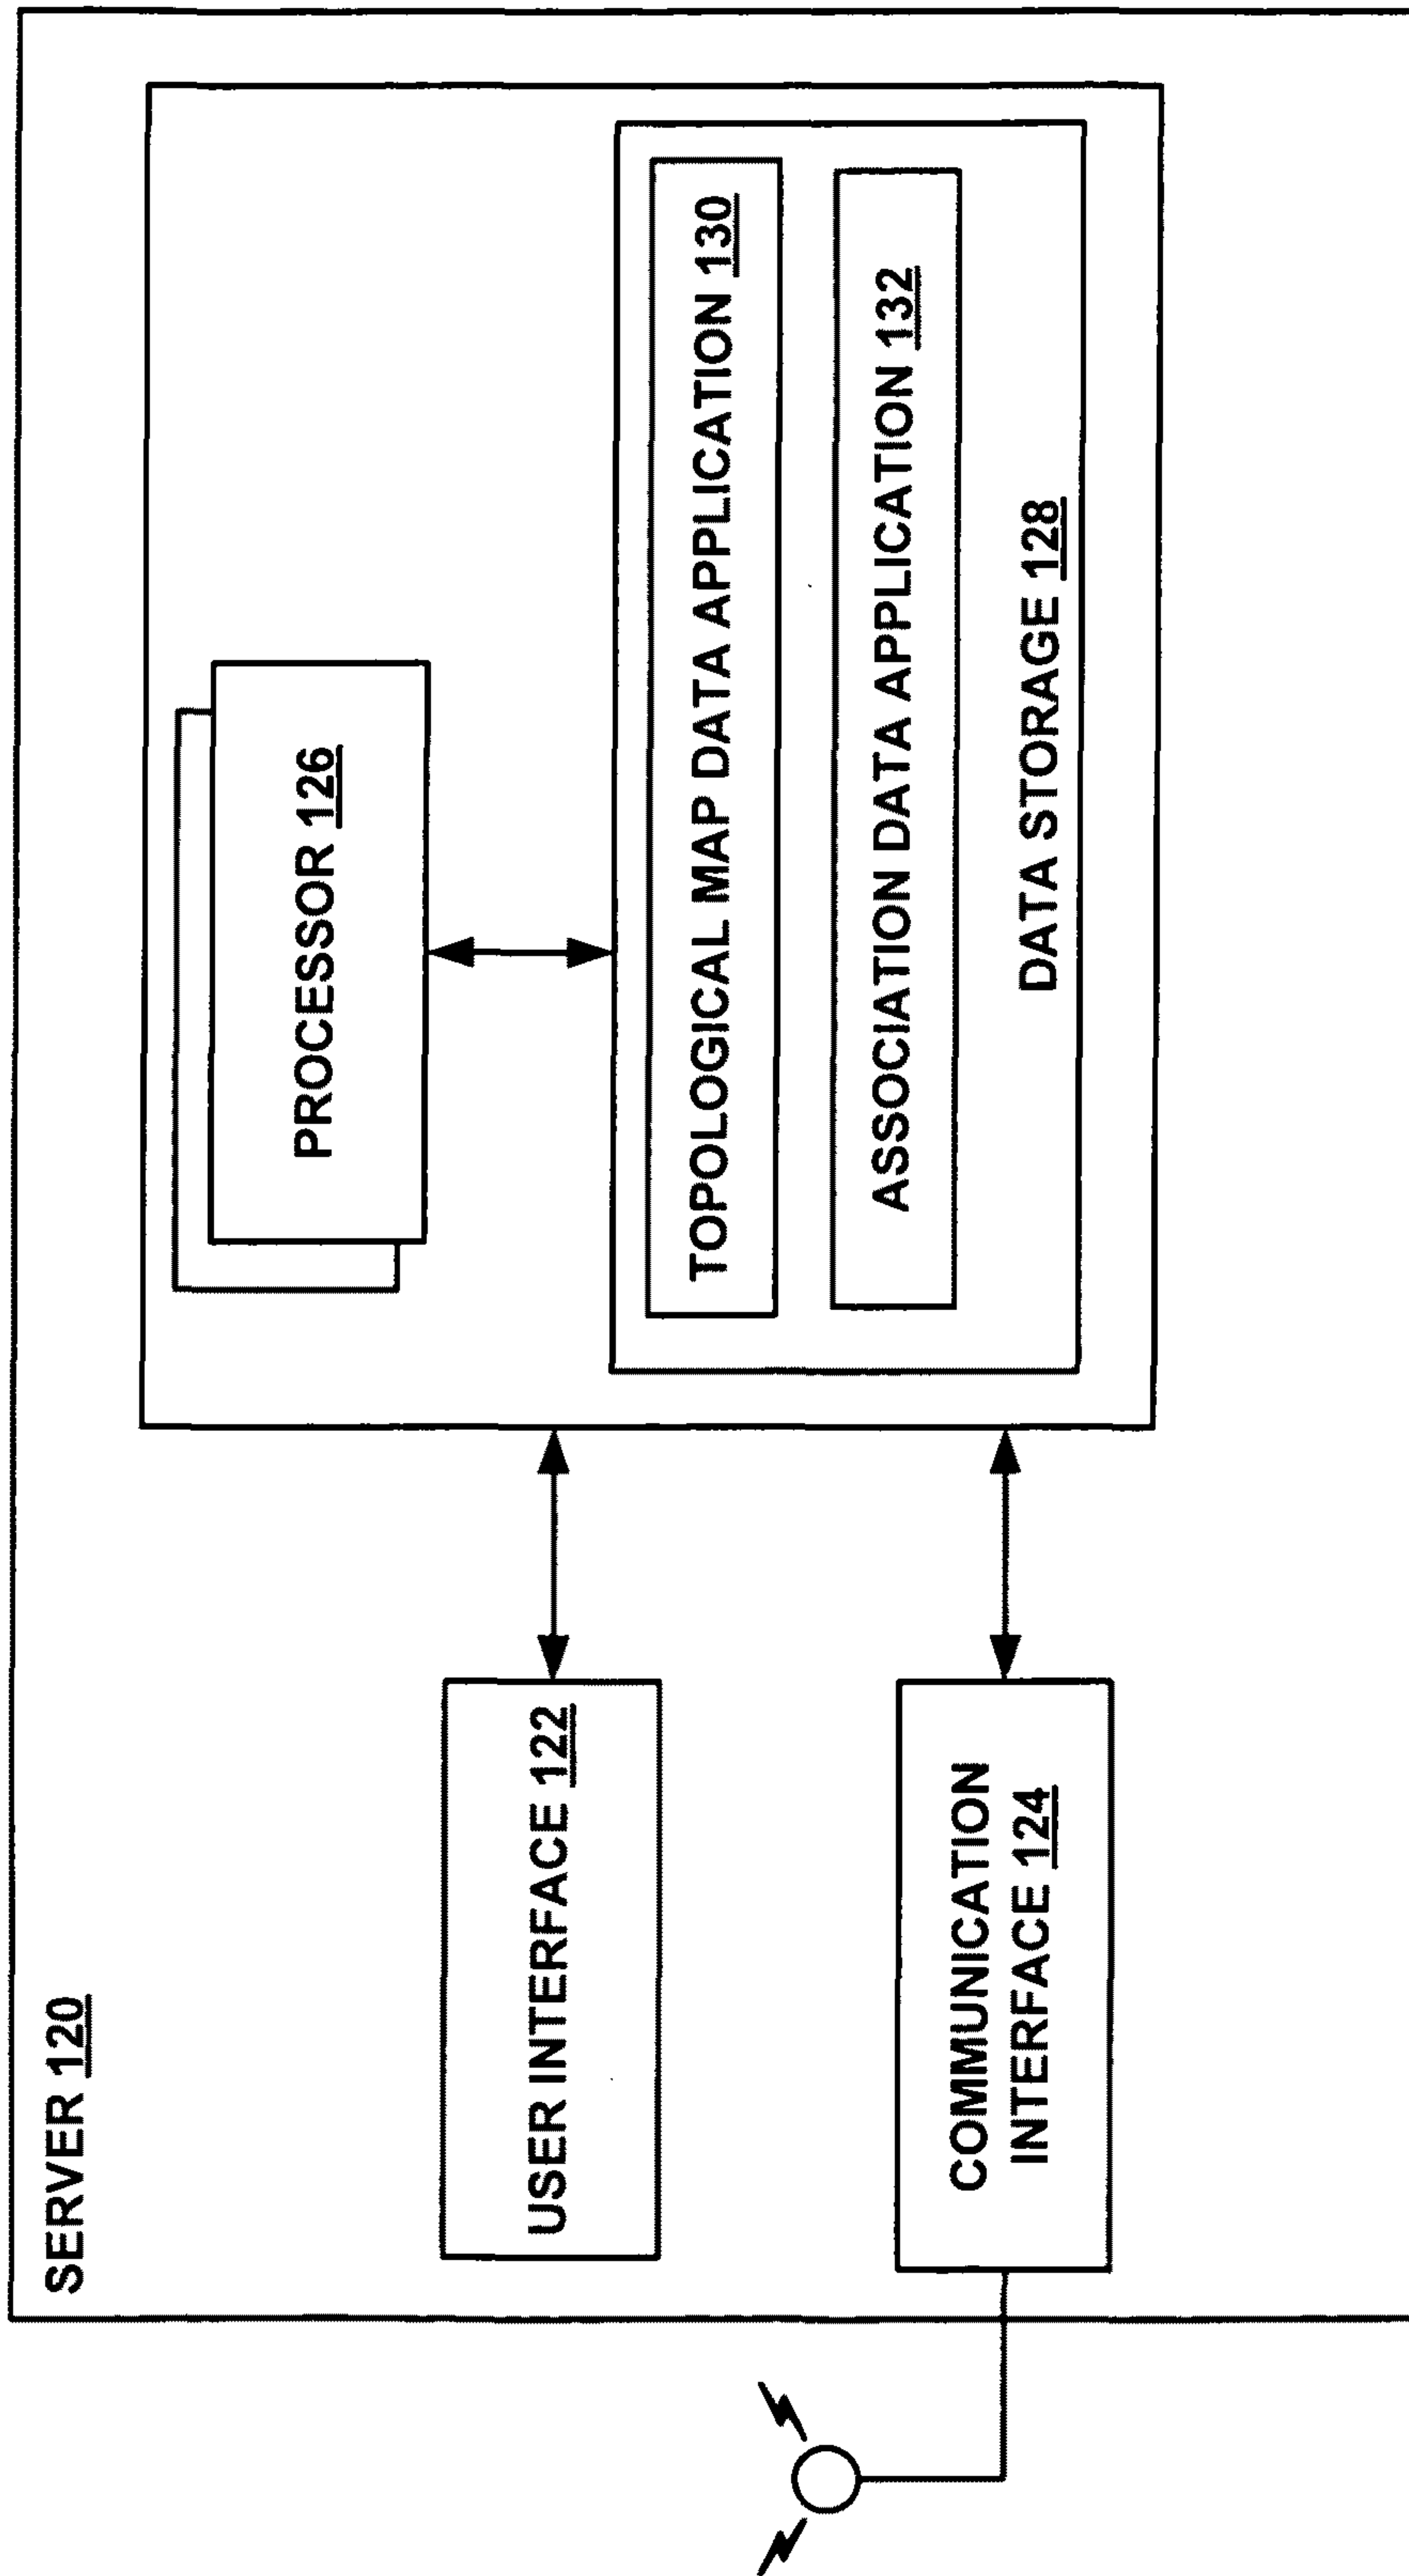 SERVER 120
USER INTERFACE 122
COMMUNICATION
INTERFACE 124
PROCESSOR 126
TOPOLOGICAL MAP DATA APPLICATION 130
ASSOCIATION DATA APPLICATION 132
DATA STORAGE 128